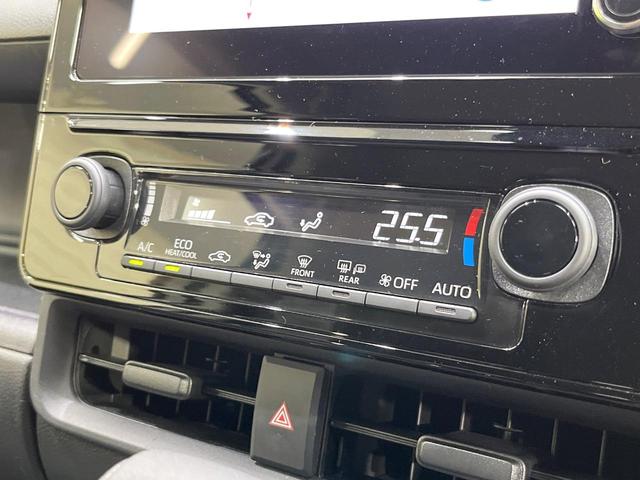 25.5
A/C
ECO
HEAT/COOL
FRONT
REAR
OFF
AUTO